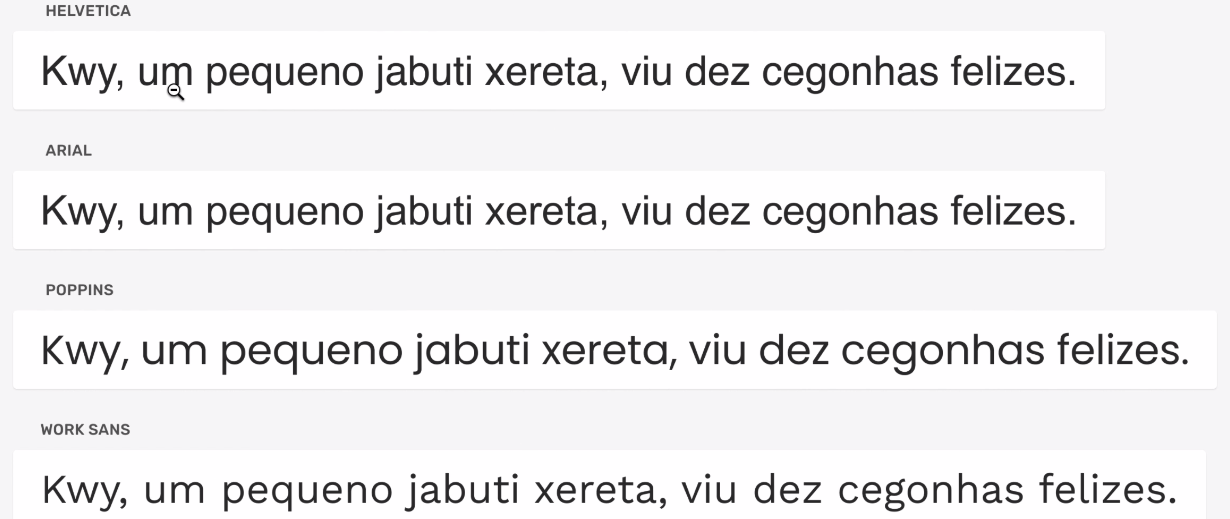 HELVETICA
Kwy, um pequeno jabuti xereta, viu dez cegonhas felizes.
ARIAL
Kwy, um pequeno jabuti xereta, viu dez cegonhas felizes.
POPPINS
Kwy, um pequeno jabuti xereta, viu dez cegonhas felizes.
WORK SANS
Kwy, um pequeno jabuti xereta, viu dez cegonhas felizes.